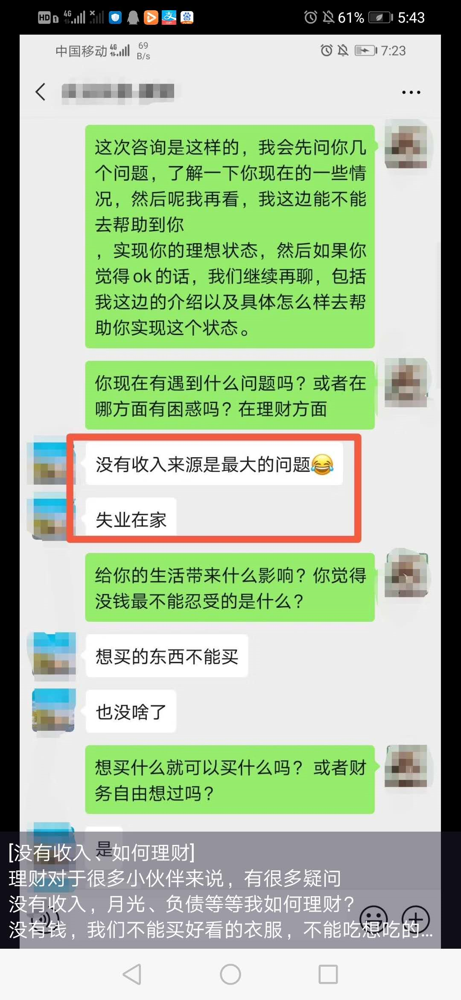 HD 1 4G 61% 5:43
中国移动 4G 69 B/s 7:23
这次咨询是这样的，我会先问你几
个问题，了解一下你现在的一些情
况，然后呢我再看，我这边能不能
去帮助到你
，实现你的理想状态，然后如果你
觉得ok的话，我们继续再聊，包括
我这边的介绍以及具体怎么样去帮
助你实现这个状态。
你现在有遇到什么问题吗？或者在
哪方面有困惑吗？在理财方面
没有收入来源是最大的问题😂
失业在家
给你的生活带来什么影响？你觉得
没钱最不能忍受的是什么？
想买的东西不能买
也没啥了
想买什么就可以买什么吗？ 或者财
务自由想过吗？
是
[没有收入、如何理财]
理财对于很多小伙伴来说，有很多疑问
没有收入，月光、负债等等我如何理财？
没有钱，我们不能买好看的衣服，不能吃想吃的...